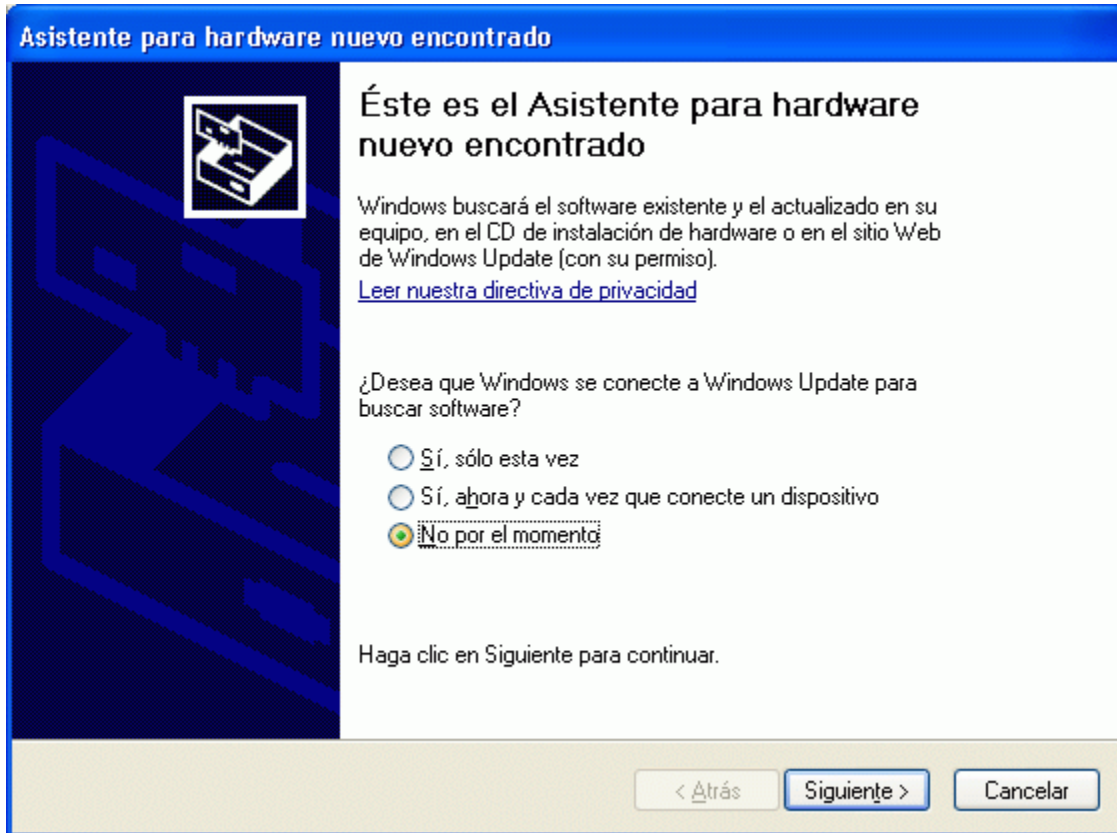 Asistente para hardware nuevo encontrado
Éste es el Asistente para hardware
nuevo encontrado
Windows buscará el software existente y el actualizado en su
equipo, en el CD de instalación de hardware o en el sitio Web
de Windows Update (con su permiso).
Leer nuestra directiva de privacidad
¿Desea que Windows se conecte a Windows Update para
buscar software?
Sí, sólo esta vez
Sí, ahora y cada vez que conecte un dispositivo
No por el momento
Haga clic en Siguiente para continuar.
< Atrás
Siguiente >
Cancelar